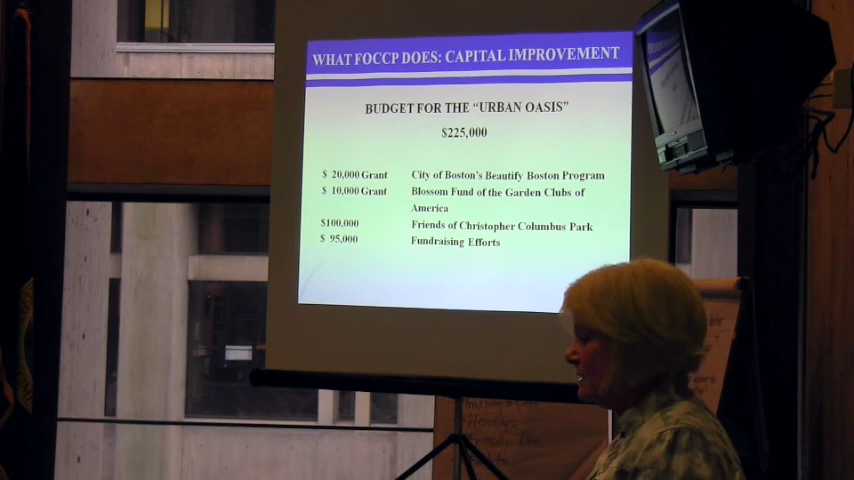 WHAT FOCCP DOES: CAPITAL IMPROVEMENT
BUDGET FOR THE "URBAN OASIS"
$225,000
$ 20,000 Grant City of Boston's Beautify Boston Program
$ 10,000 Grant Blossom Fund of the Garden Clubs of
America
$100,000 Friends of Christopher Columbus Park
$ 95,000 Fundraising Efforts